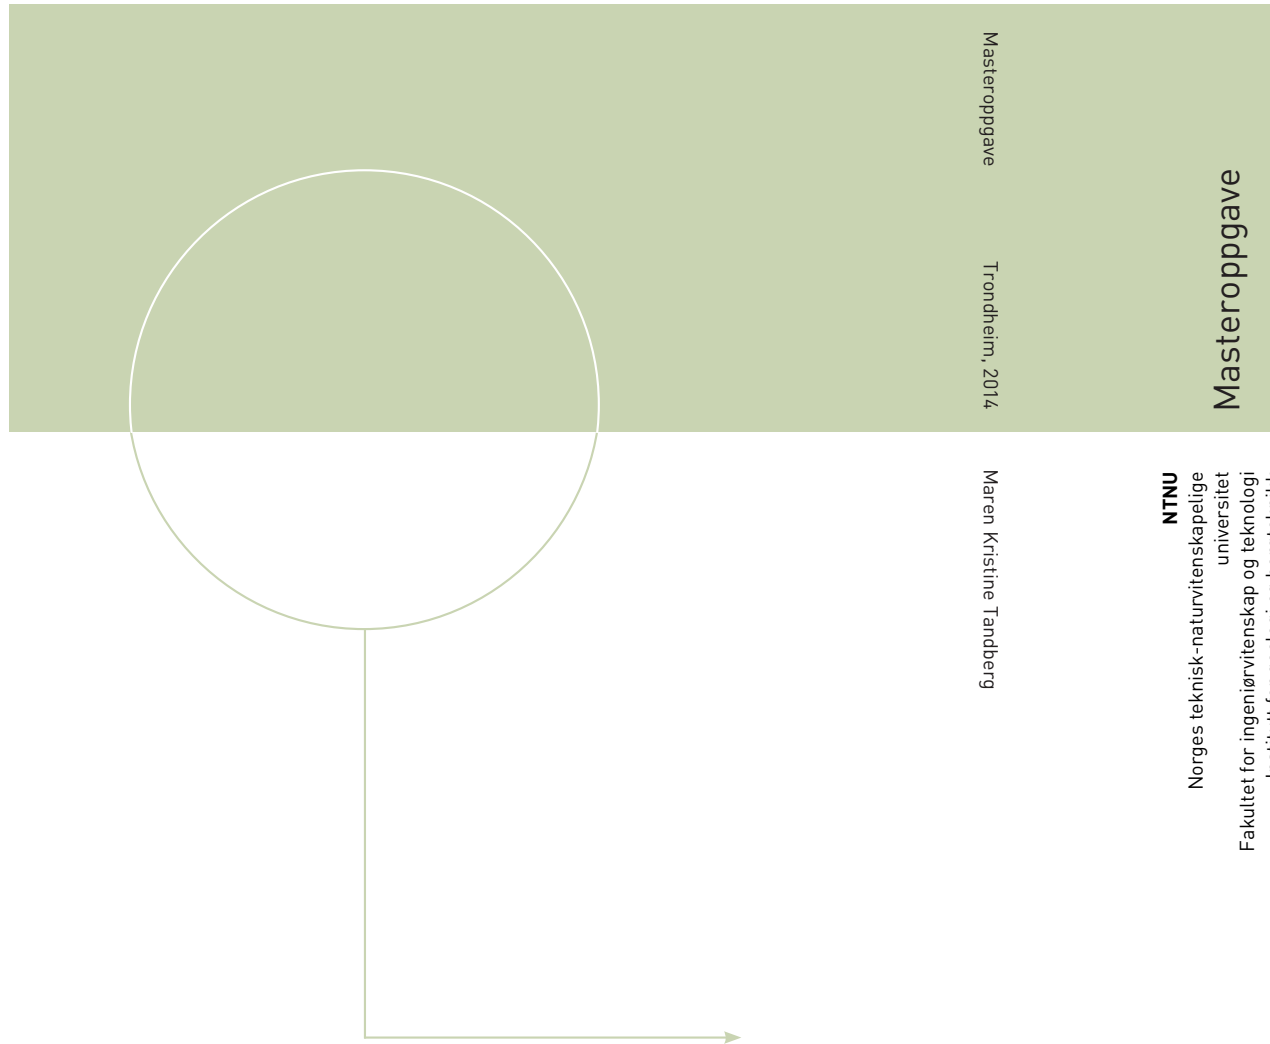 Masteroppgave
Trondheim, 2014
Maren Kristine Tandberg
Masteroppgave
NTNU
Norges teknisk-naturvitenskapelige
universitet
Fakultet for ingeniørvitenskap og teknologi